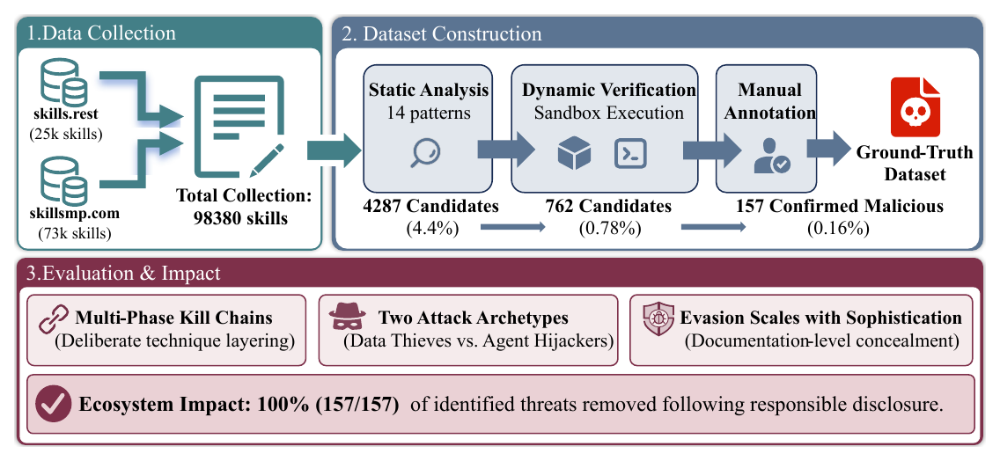 1.Data Collection
skills.rest
(25k skills)
skillsmp.com
(73k skills)
Total Collection:
98380 skills
2. Dataset Construction
Static Analysis
14 patterns
4287 Candidates
(4.4%)
Dynamic Verification
Sandbox Execution
762 Candidates
(0.78%)
Manual
Annotation
157 Confirmed Malicious
(0.16%)
Ground-Truth
Dataset
3.Evaluation & Impact
Multi-Phase Kill Chains
(Deliberate technique layering)
Two Attack Archetypes
(Data Thieves vs. Agent Hijackers)
Evasion Scales with Sophistication
(Documentation-level concealment)
Ecosystem Impact: 100% (157/157) of identified threats removed following responsible disclosure.